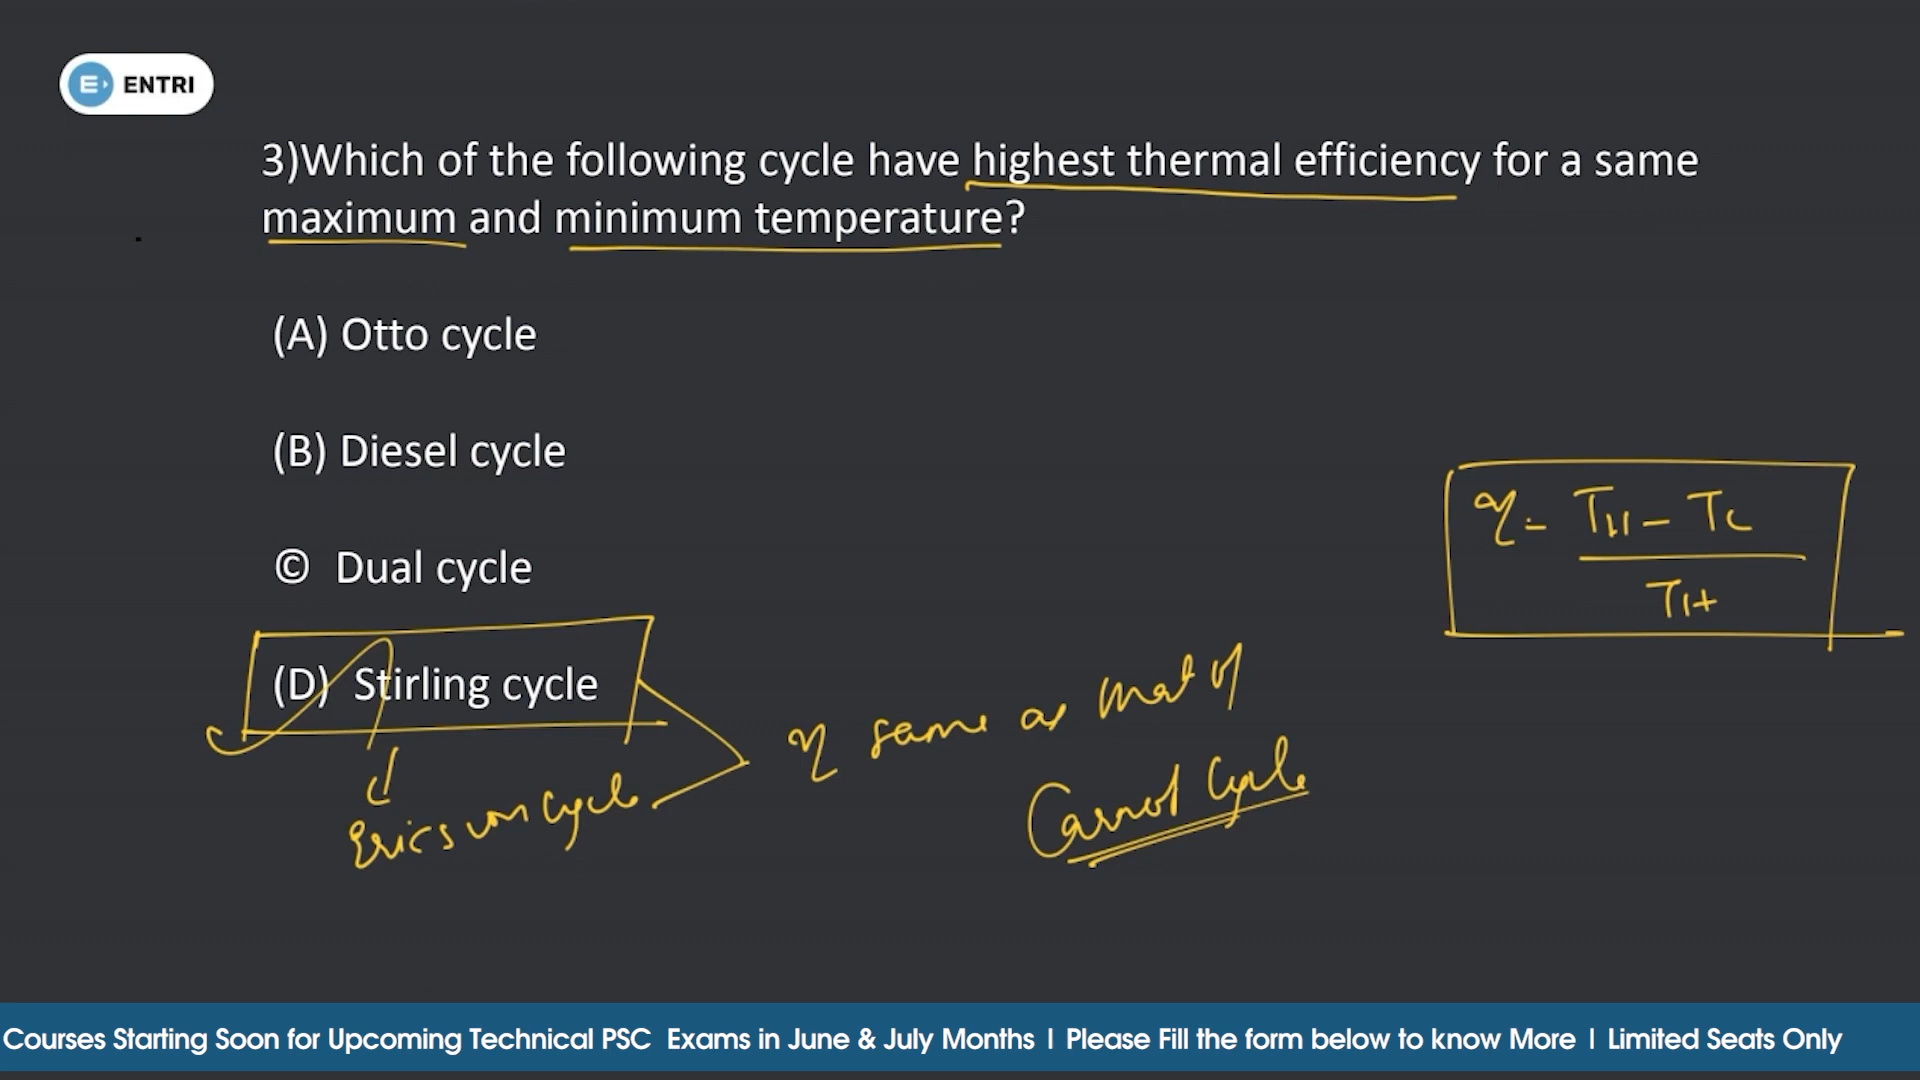 ENTRI
3)Which of the following cycle have highest thermal efficiency for a same
maximum and minimum temperature?
(A) Otto cycle
(B) Diesel cycle
© Dual cycle
(D) Stirling cycle
Ericsson cycle
η same as that of
Carnot Cycle
η = TH - TC
TH
Courses Starting Soon for Upcoming Technical PSC Exams in June & July Months | Please Fill the form below to know More | Limited Seats Only